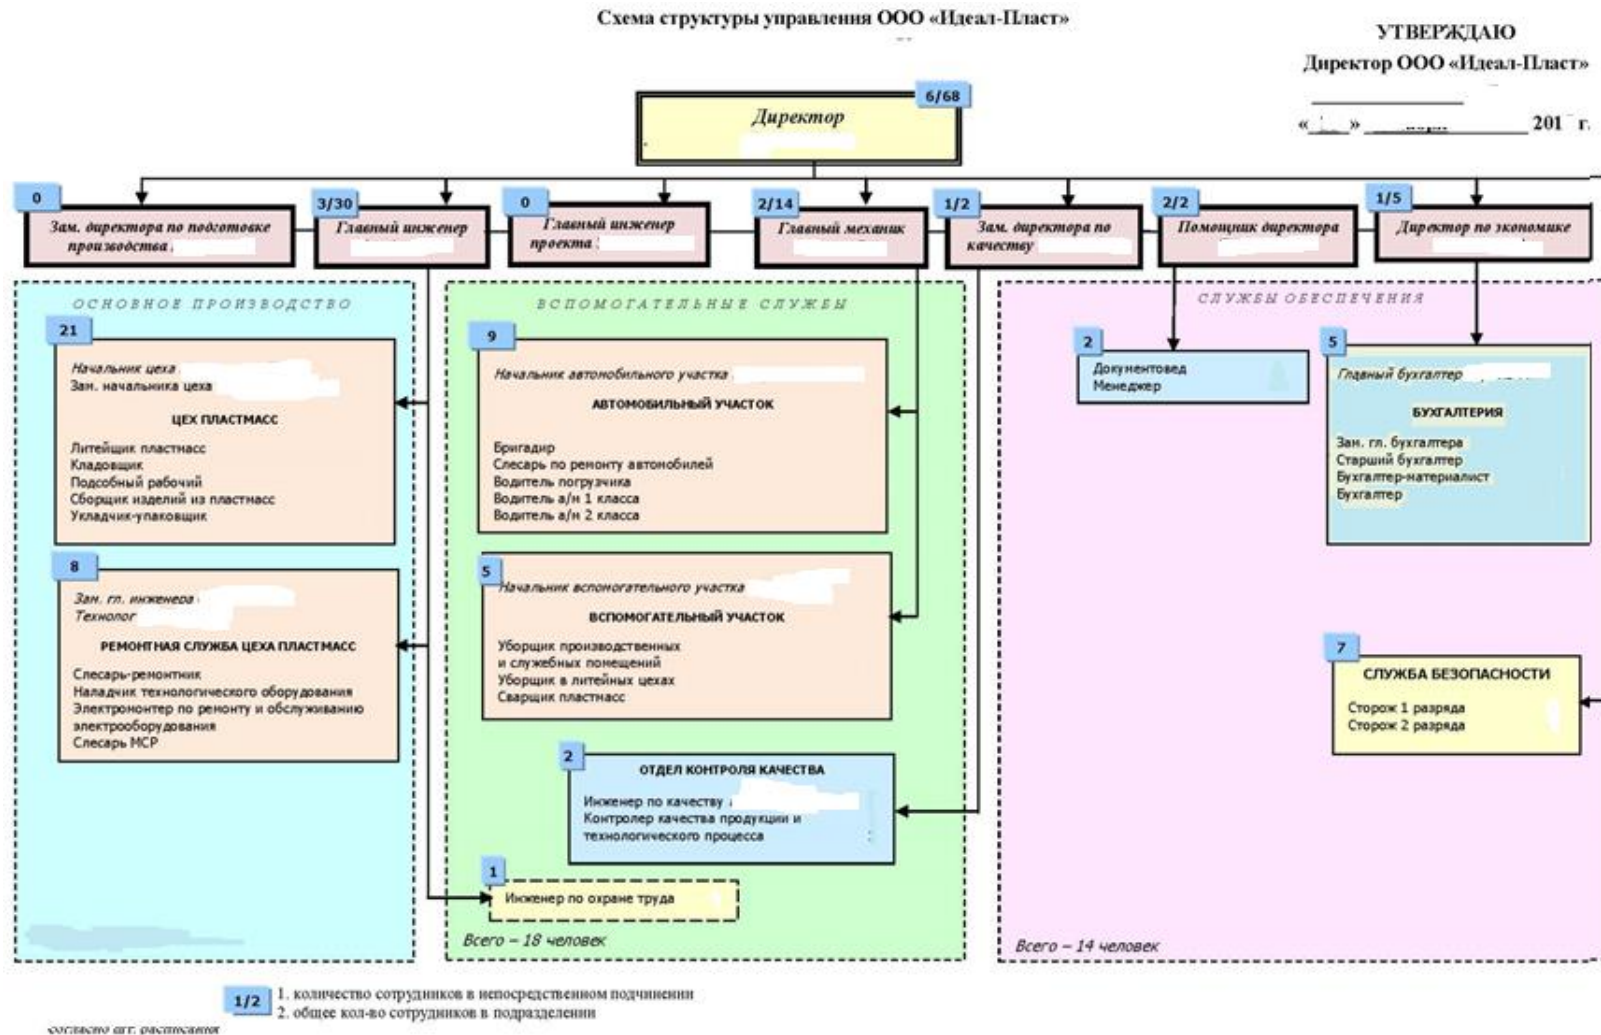 Схема структуры управления ООО «Идеал-Пласт»
УТВЕРЖДАЮ
Директор ООО «Идеал-Пласт»
« » 201 г.
6/68
Директор
0
Зам. директора по подготовке
производства
3/30
Главный инженер
0
Главный инженер
проекта
2/14
Главный механик
1/2
Зам. директора по
качеству
2/2
Помощник директора
1/5
Директор по экономике
ОСНОВНОЕ ПРОИЗВОДСТВО
21
Начальник цеха
Зам. начальника цеха
ЦЕХ ПЛАСТМАСС
Литейщик пластмасс
Кладовщик
Подсобный рабочий
Сборщик изделий из пластмасс
Укладчик-упаковщик
8
Зам. гл. инженера
Технолог
РЕМОНТНАЯ СЛУЖБА ЦЕХА ПЛАСТМАСС
Слесарь-ремонтник
Наладчик технологического оборудования
Электромонтер по ремонту и обслуживанию
электрооборудования
Слесарь МСР
ВСПОМОГАТЕЛЬНЫЕ СЛУЖБЫ
9
Начальник автомобильного участка
АВТОМОБИЛЬНЫЙ УЧАСТОК
Бригадир
Слесарь по ремонту автомобилей
Водитель погрузчика
Водитель а/м 1 класса
Водитель а/м 2 класса
5
Начальник вспомогательного участка
ВСПОМОГАТЕЛЬНЫЙ УЧАСТОК
Уборщик производственных
и служебных помещений
Уборщик в литейных цехах
Сварщик пластмасс
2
ОТДЕЛ КОНТРОЛЯ КАЧЕСТВА
Инженер по качеству
Контролер качества продукции и
технологического процесса
1
Инженер по охране труда
Всего – 18 человек
СЛУЖБЫ ОБЕСПЕЧЕНИЯ
2
Документовед
Менеджер
5
Главный бухгалтер
БУХГАЛТЕРИЯ
Зам. гл. бухгалтера
Старший бухгалтер
Бухгалтер-материалист
Бухгалтер
7
СЛУЖБА БЕЗОПАСНОСТИ
Сторож 1 разряда
Сторож 2 разряда
Всего – 14 человек
1/2
1. количество сотрудников в непосредственном подчинении
2. общее кол-во сотрудников в подразделении
согласно шт. расписания